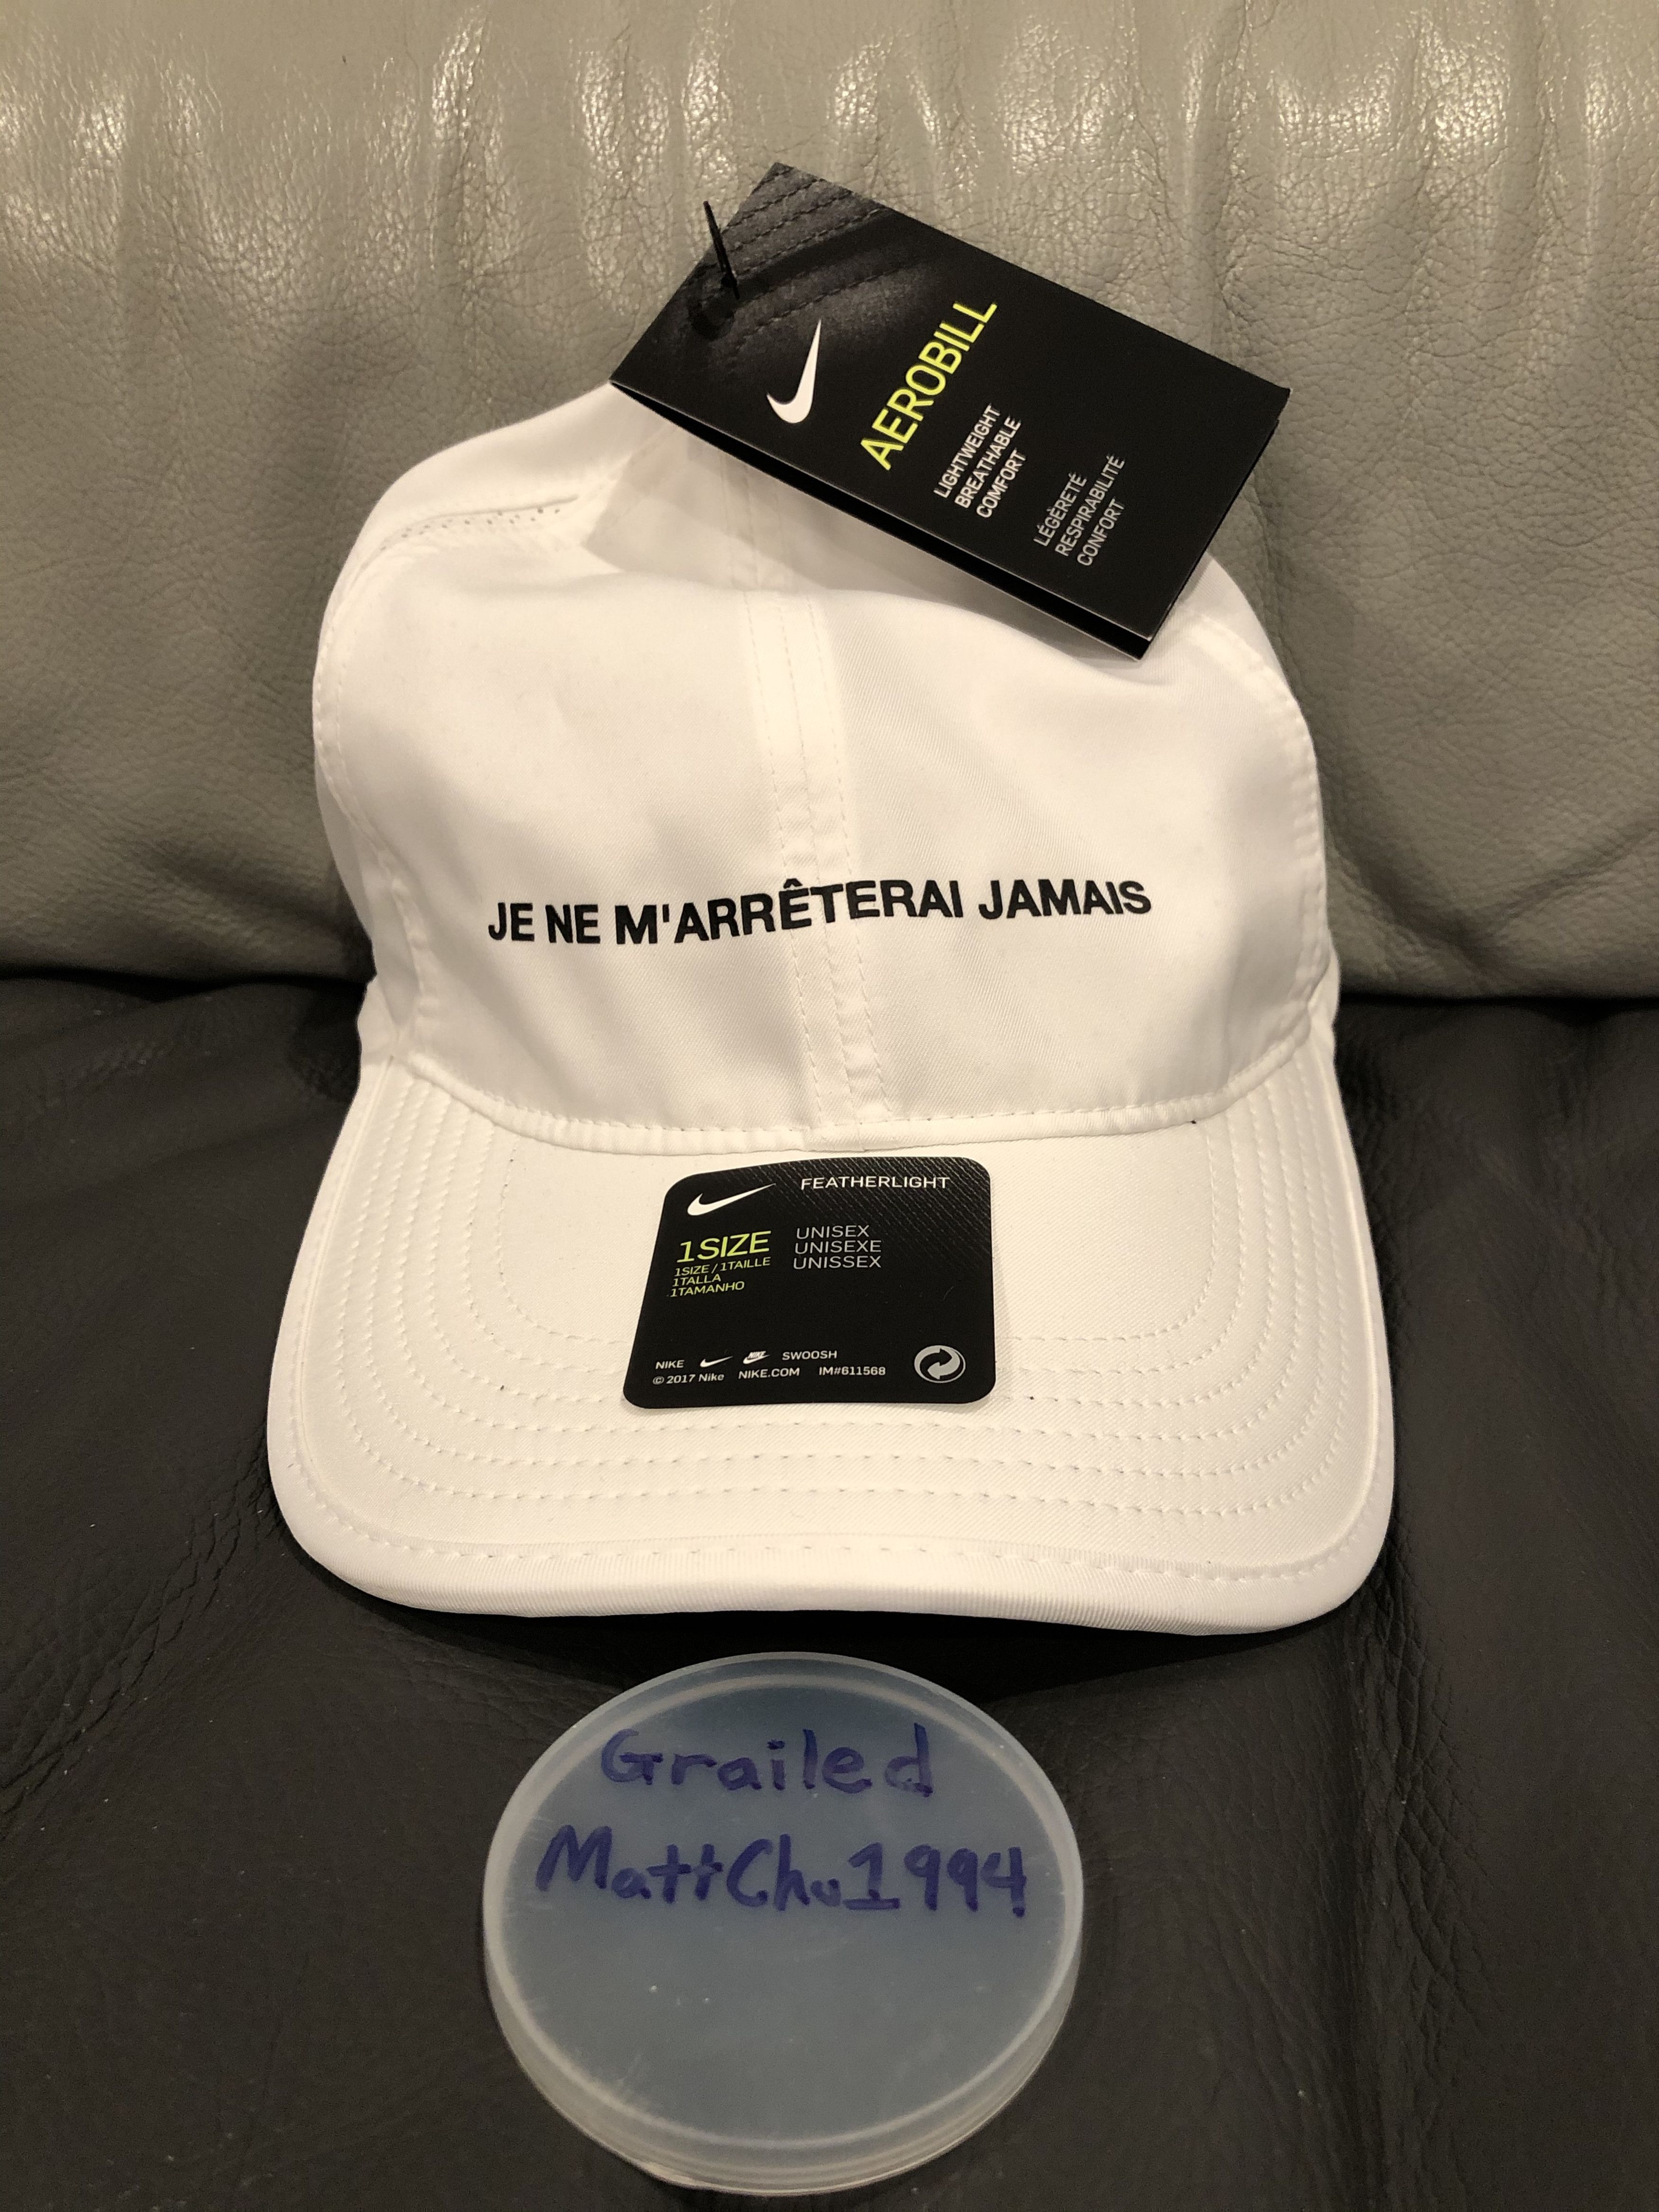 AEROBILL
LIGHTWEIGHT
BREATHABLE
COMFORT
LÉGÈRETÉ
RESPIRABILITÉ
CONFORT
JE NE M'ARRÊTERAI JAMAIS
FEATHERLIGHT
1SIZE
1SIZE / 1TAILLE
1TALLA
1TAMANHO
UNISEX
UNISEXE
UNISSEX
NIKE NIKE SWOOSH
© 2017 Nike NIKE.COM IM#611568
Grailed
MattChu1994